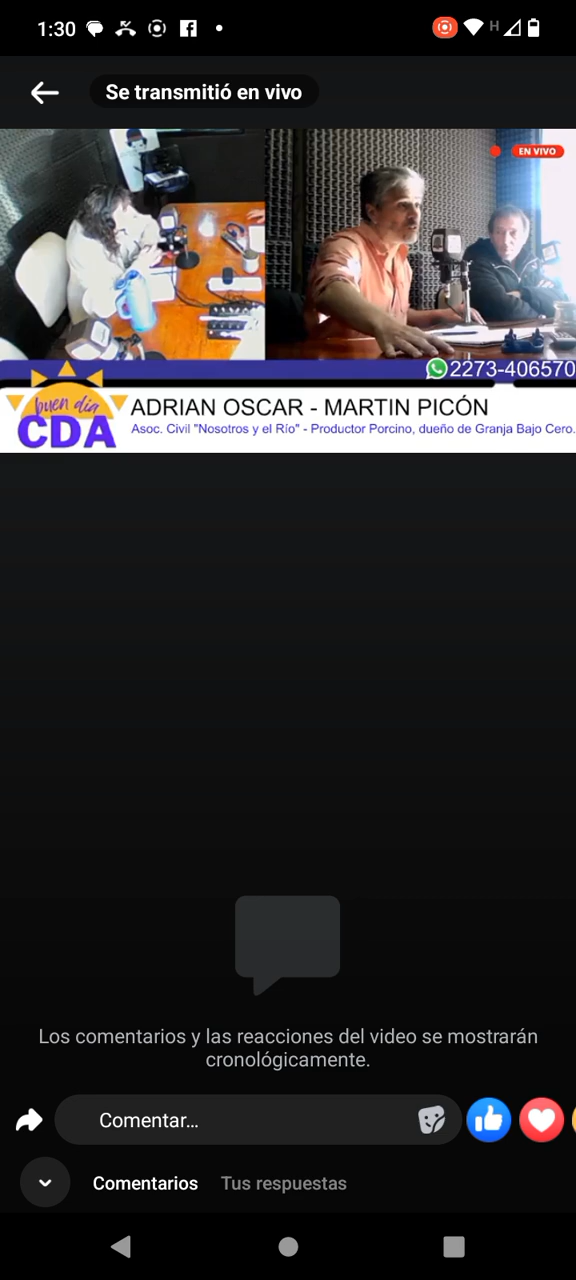 1:30
H
Se transmitió en vivo
EN VIVO
2273-406570
buen día
CDA
ADRIAN OSCAR - MARTIN PICÓN
Asoc. Civil "Nosotros y el Río" - Productor Porcino, dueño de Granja Bajo Cero.
Los comentarios y las reacciones del video se mostrarán
cronológicamente.
Comentar...
Comentarios Tus respuestas